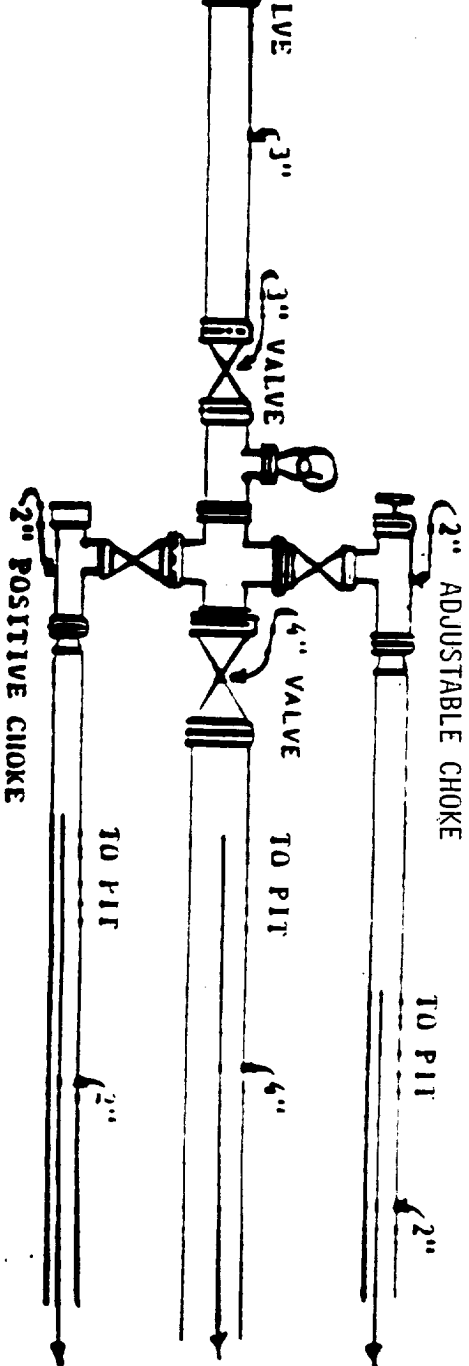 LVE
3"
3" VALVE
2" ADJUSTABLE CHOKE
4" VALVE
2" POSITIVE CHOKE
TO PIT
TO PIT
TO PIT
2"
4"
2"